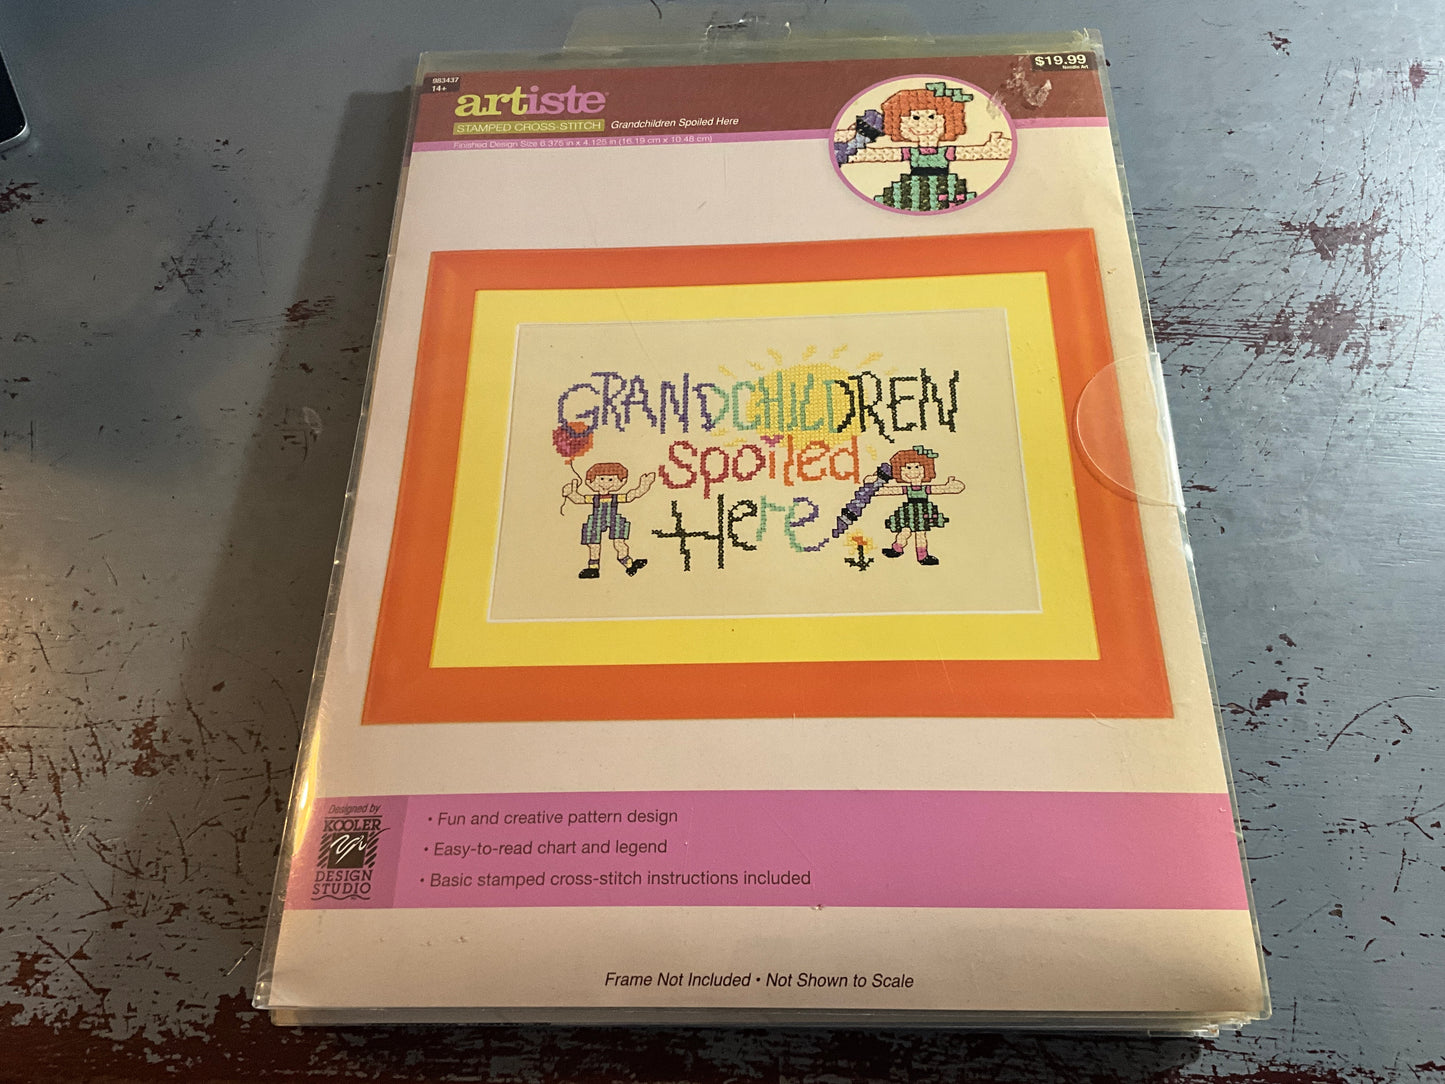 983437
14+
artiste
STAMPED CROSS-STITCH
Grandchildren Spoiled Here
Finished Design Size 6.375 in x 4.125 in (16.19 cm x 10.48 cm)
$19.99
Needle Art
GRANDCHILDREN
spoiled
Here!
Designed by
KOOLER
DESIGN
STUDIO
• Fun and creative pattern design
• Easy-to-read chart and legend
• Basic stamped cross-stitch instructions included
Frame Not Included • Not Shown to Scale